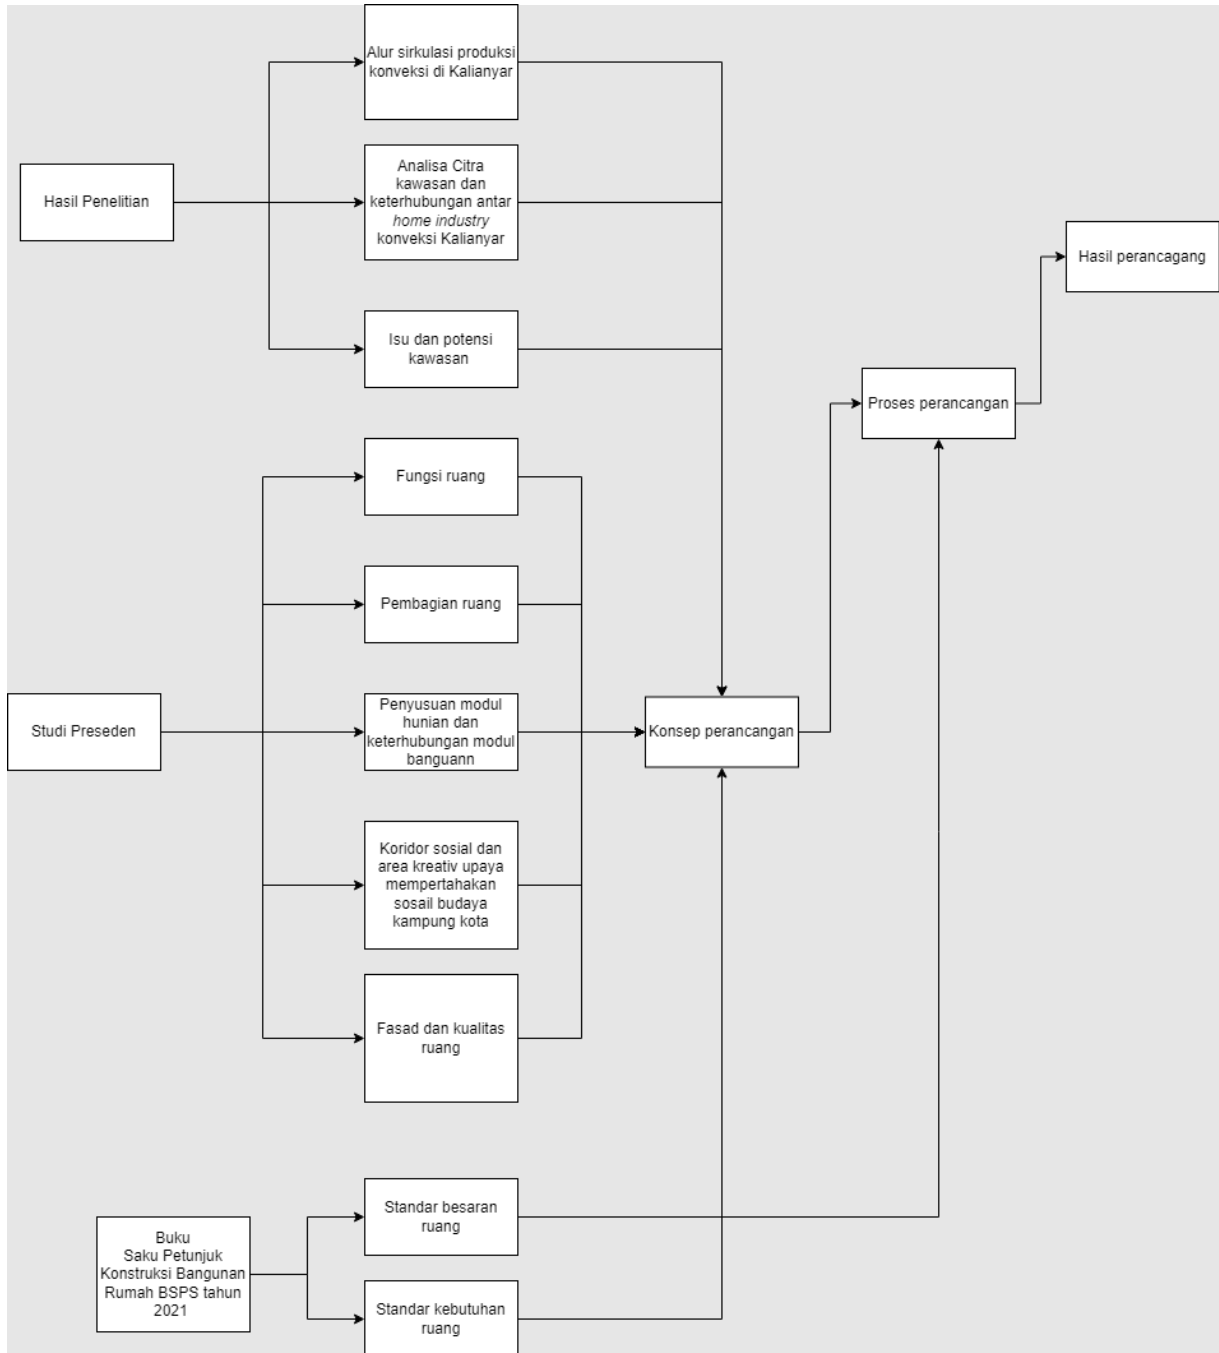 Alur sirkulasi produksi
konveksi di Kalianyar
Hasil Penelitian
Analisa Citra
kawasan dan
keterhubungan antar
home industry
konveksi Kalianyar
Isu dan potensi
kawasan
Hasil perancagang
Proses perancangan
Fungsi ruang
Pembagian ruang
Studi Preseden
Penyusuan modul
hunian dan
keterhubungan modul
banguann
Konsep perancangan
Koridor sosial dan
area kreativ upaya
mempertahakan
sosail budaya
kampung kota
Fasad dan kualitas
ruang
Buku
Saku Petunjuk
Konstruksi Bangunan
Rumah BSPS tahun
2021
Standar besaran
ruang
Standar kebutuhan
ruang